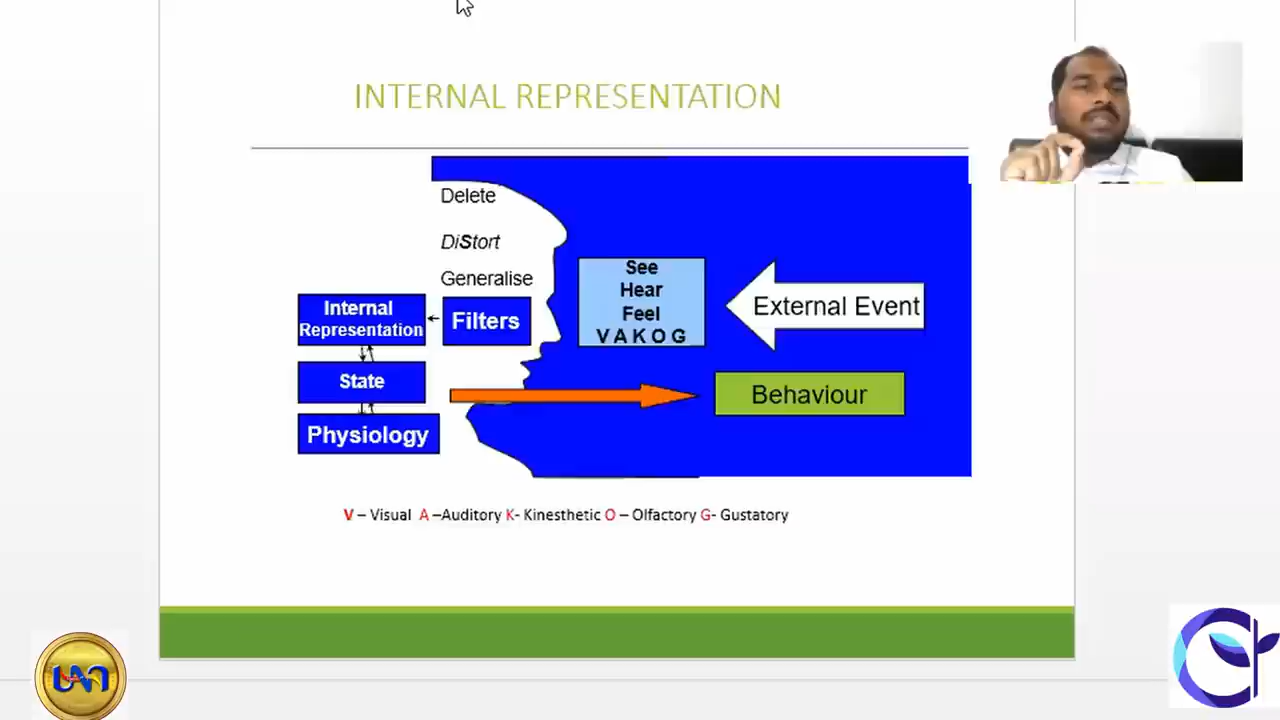 INTERNAL REPRESENTATION
Delete
DiStort
Generalise
Filters
Internal
Representation
State
Physiology
See
Hear
Feel
V A K O G
External Event
Behaviour
V – Visual A –Auditory K- Kinesthetic O – Olfactory G- Gustatory